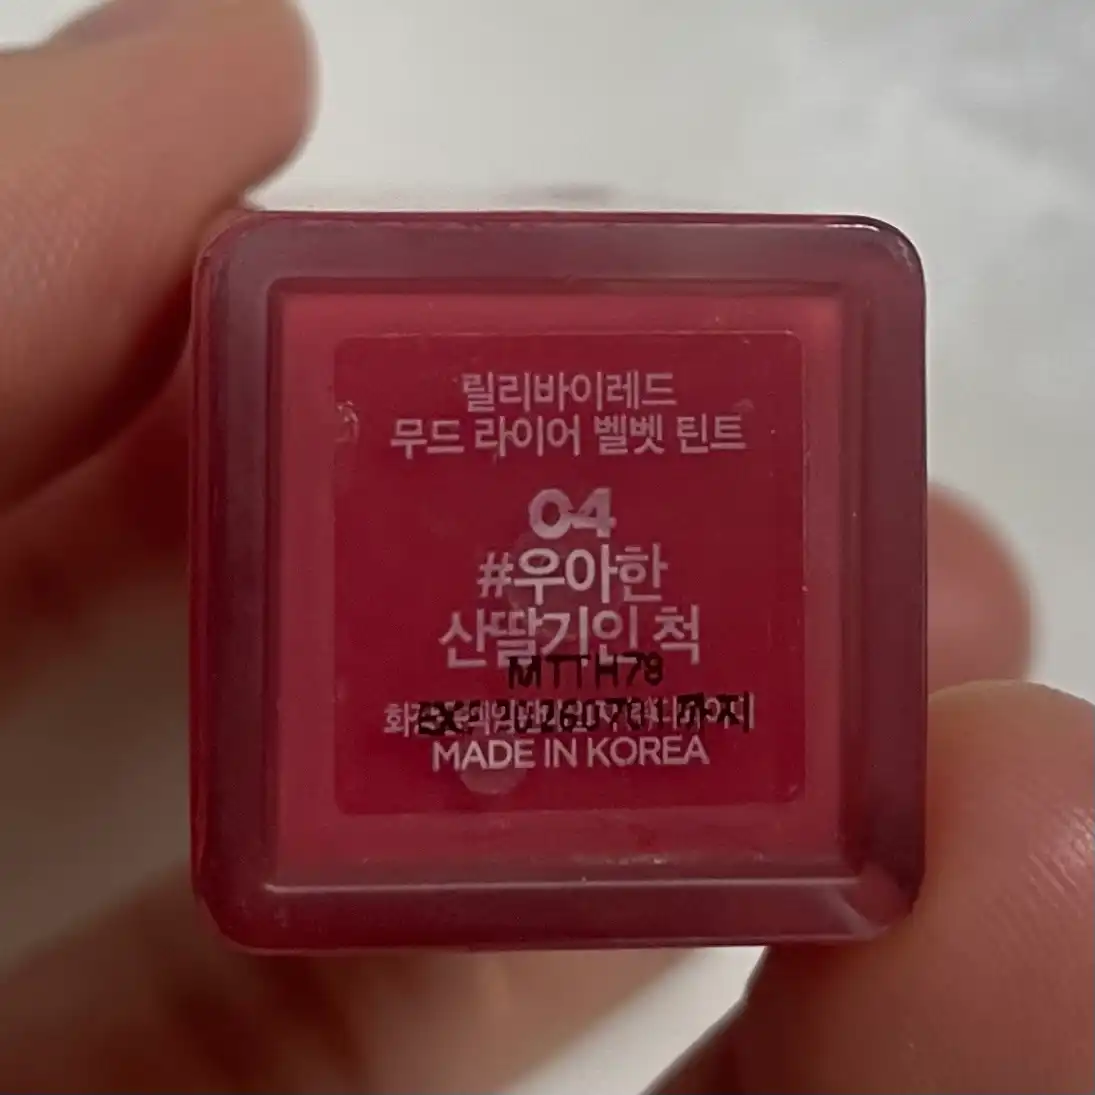 릴리바이레드
무드 라이어 벨벳 틴트
04
#우아한
산딸기인 척
MTTH78
MADE IN KOREA